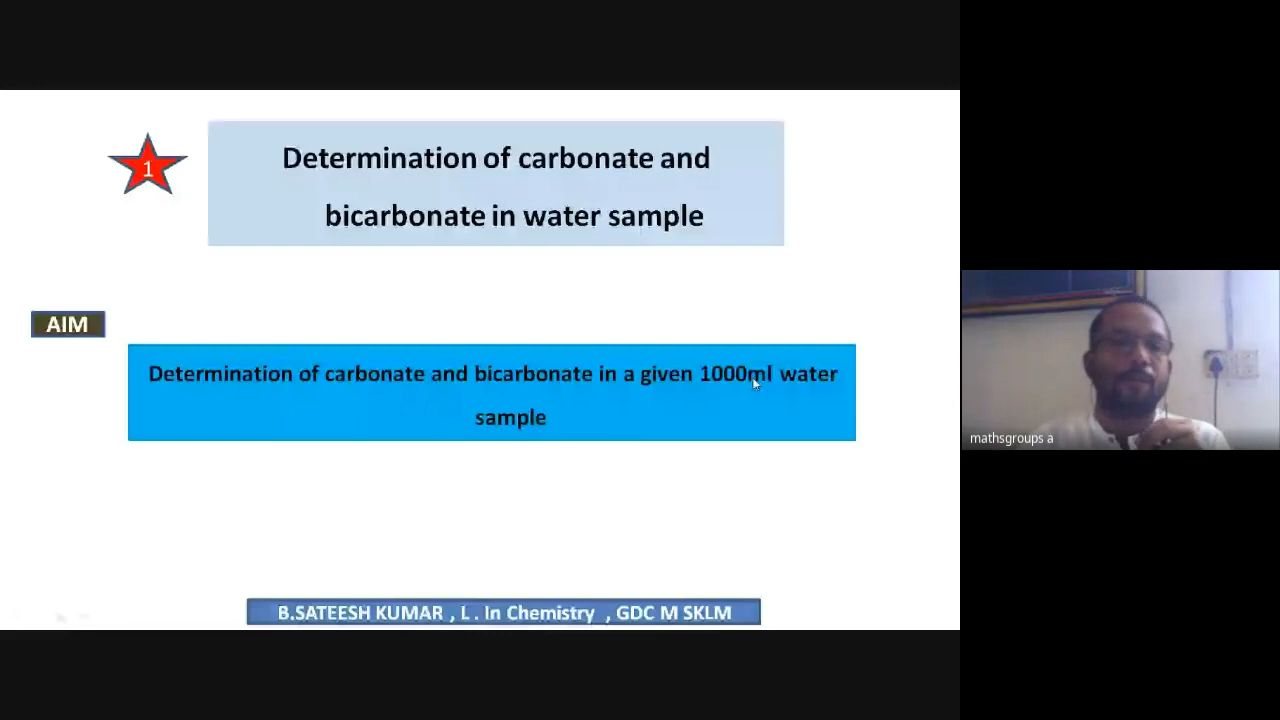 1
Determination of carbonate and
bicarbonate in water sample
AIM
Determination of carbonate and bicarbonate in a given 1000ml water
sample
B.SATEESH KUMAR , L . In Chemistry , GDC M SKLM
mathsgroups a